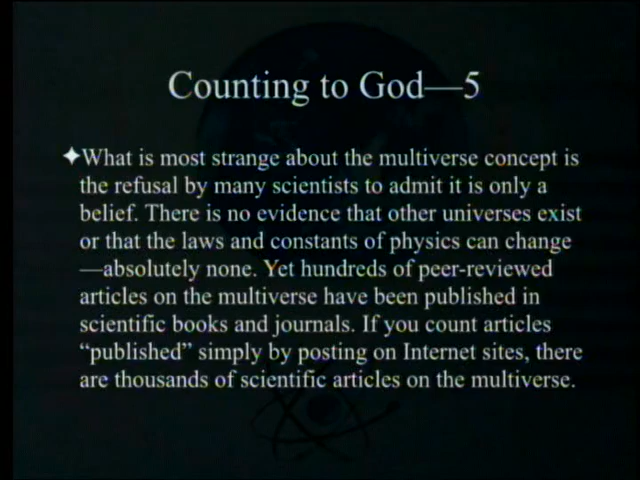 Counting to God—5
✦What is most strange about the multiverse concept is
the refusal by many scientists to admit it is only a
belief. There is no evidence that other universes exist
or that the laws and constants of physics can change
—absolutely none. Yet hundreds of peer-reviewed
articles on the multiverse have been published in
scientific books and journals. If you count articles
“published” simply by posting on Internet sites, there
are thousands of scientific articles on the multiverse.